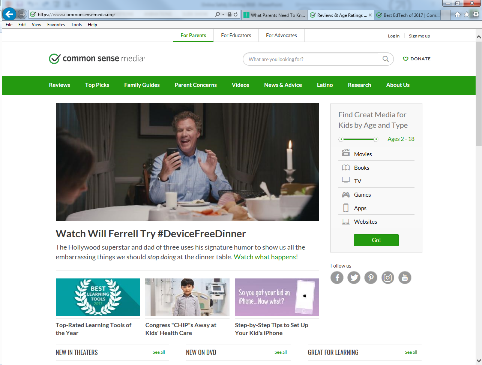 https://www.commonsensemedia.org/
What Parents Need To Kn...
Reviews & Age Ratings ...
Best EdTech of 2017 | Com...
File Edit View Favorites Tools Help
For Parents For Educators For Advocates
Login Sign me up
common sense media
What are you looking for?
DONATE
Reviews Top Picks Family Guides Parent Concerns Videos News & Advice Latino Research About Us
Find Great Media for
Kids by Age and Type
Ages 2 - 18
Movies
Books
TV
Games
Apps
Websites
Go!
Watch Will Ferrell Try #DeviceFreeDinner
The Hollywood superstar and dad of three uses his signature humor to show us all the
embarrassing things we should stop doing at the dinner table. Watch what happens!
Follow us
BEST
LEARNING
TOOLS
So you got your kid an
iPhone... Now what?
Top-Rated Learning Tools of
the Year
Congress "CHIP"s Away at
Kids' Health Care
Step-by-Step Tips to Set Up
Your Kid's iPhone
NEW IN THEATERS See all NEW ON DVD See all GREAT FOR LEARNING See all